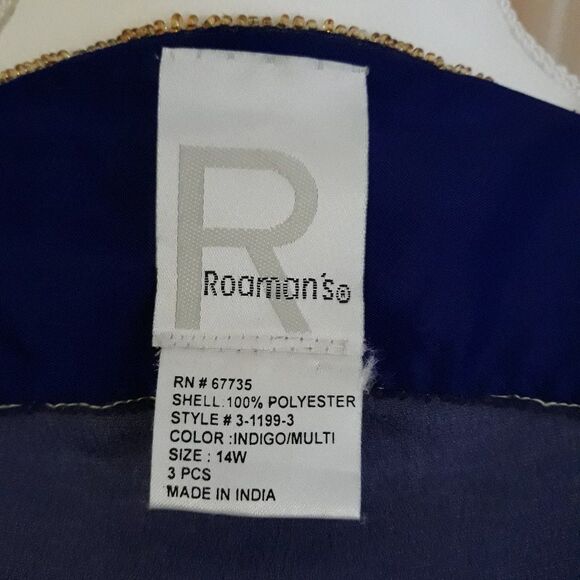 R
Roaman's®
RN # 67735
SHELL: 100% POLYESTER
STYLE # 3-1199-3
COLOR :INDIGO/MULTI
SIZE : 14W
3 PCS
MADE IN INDIA